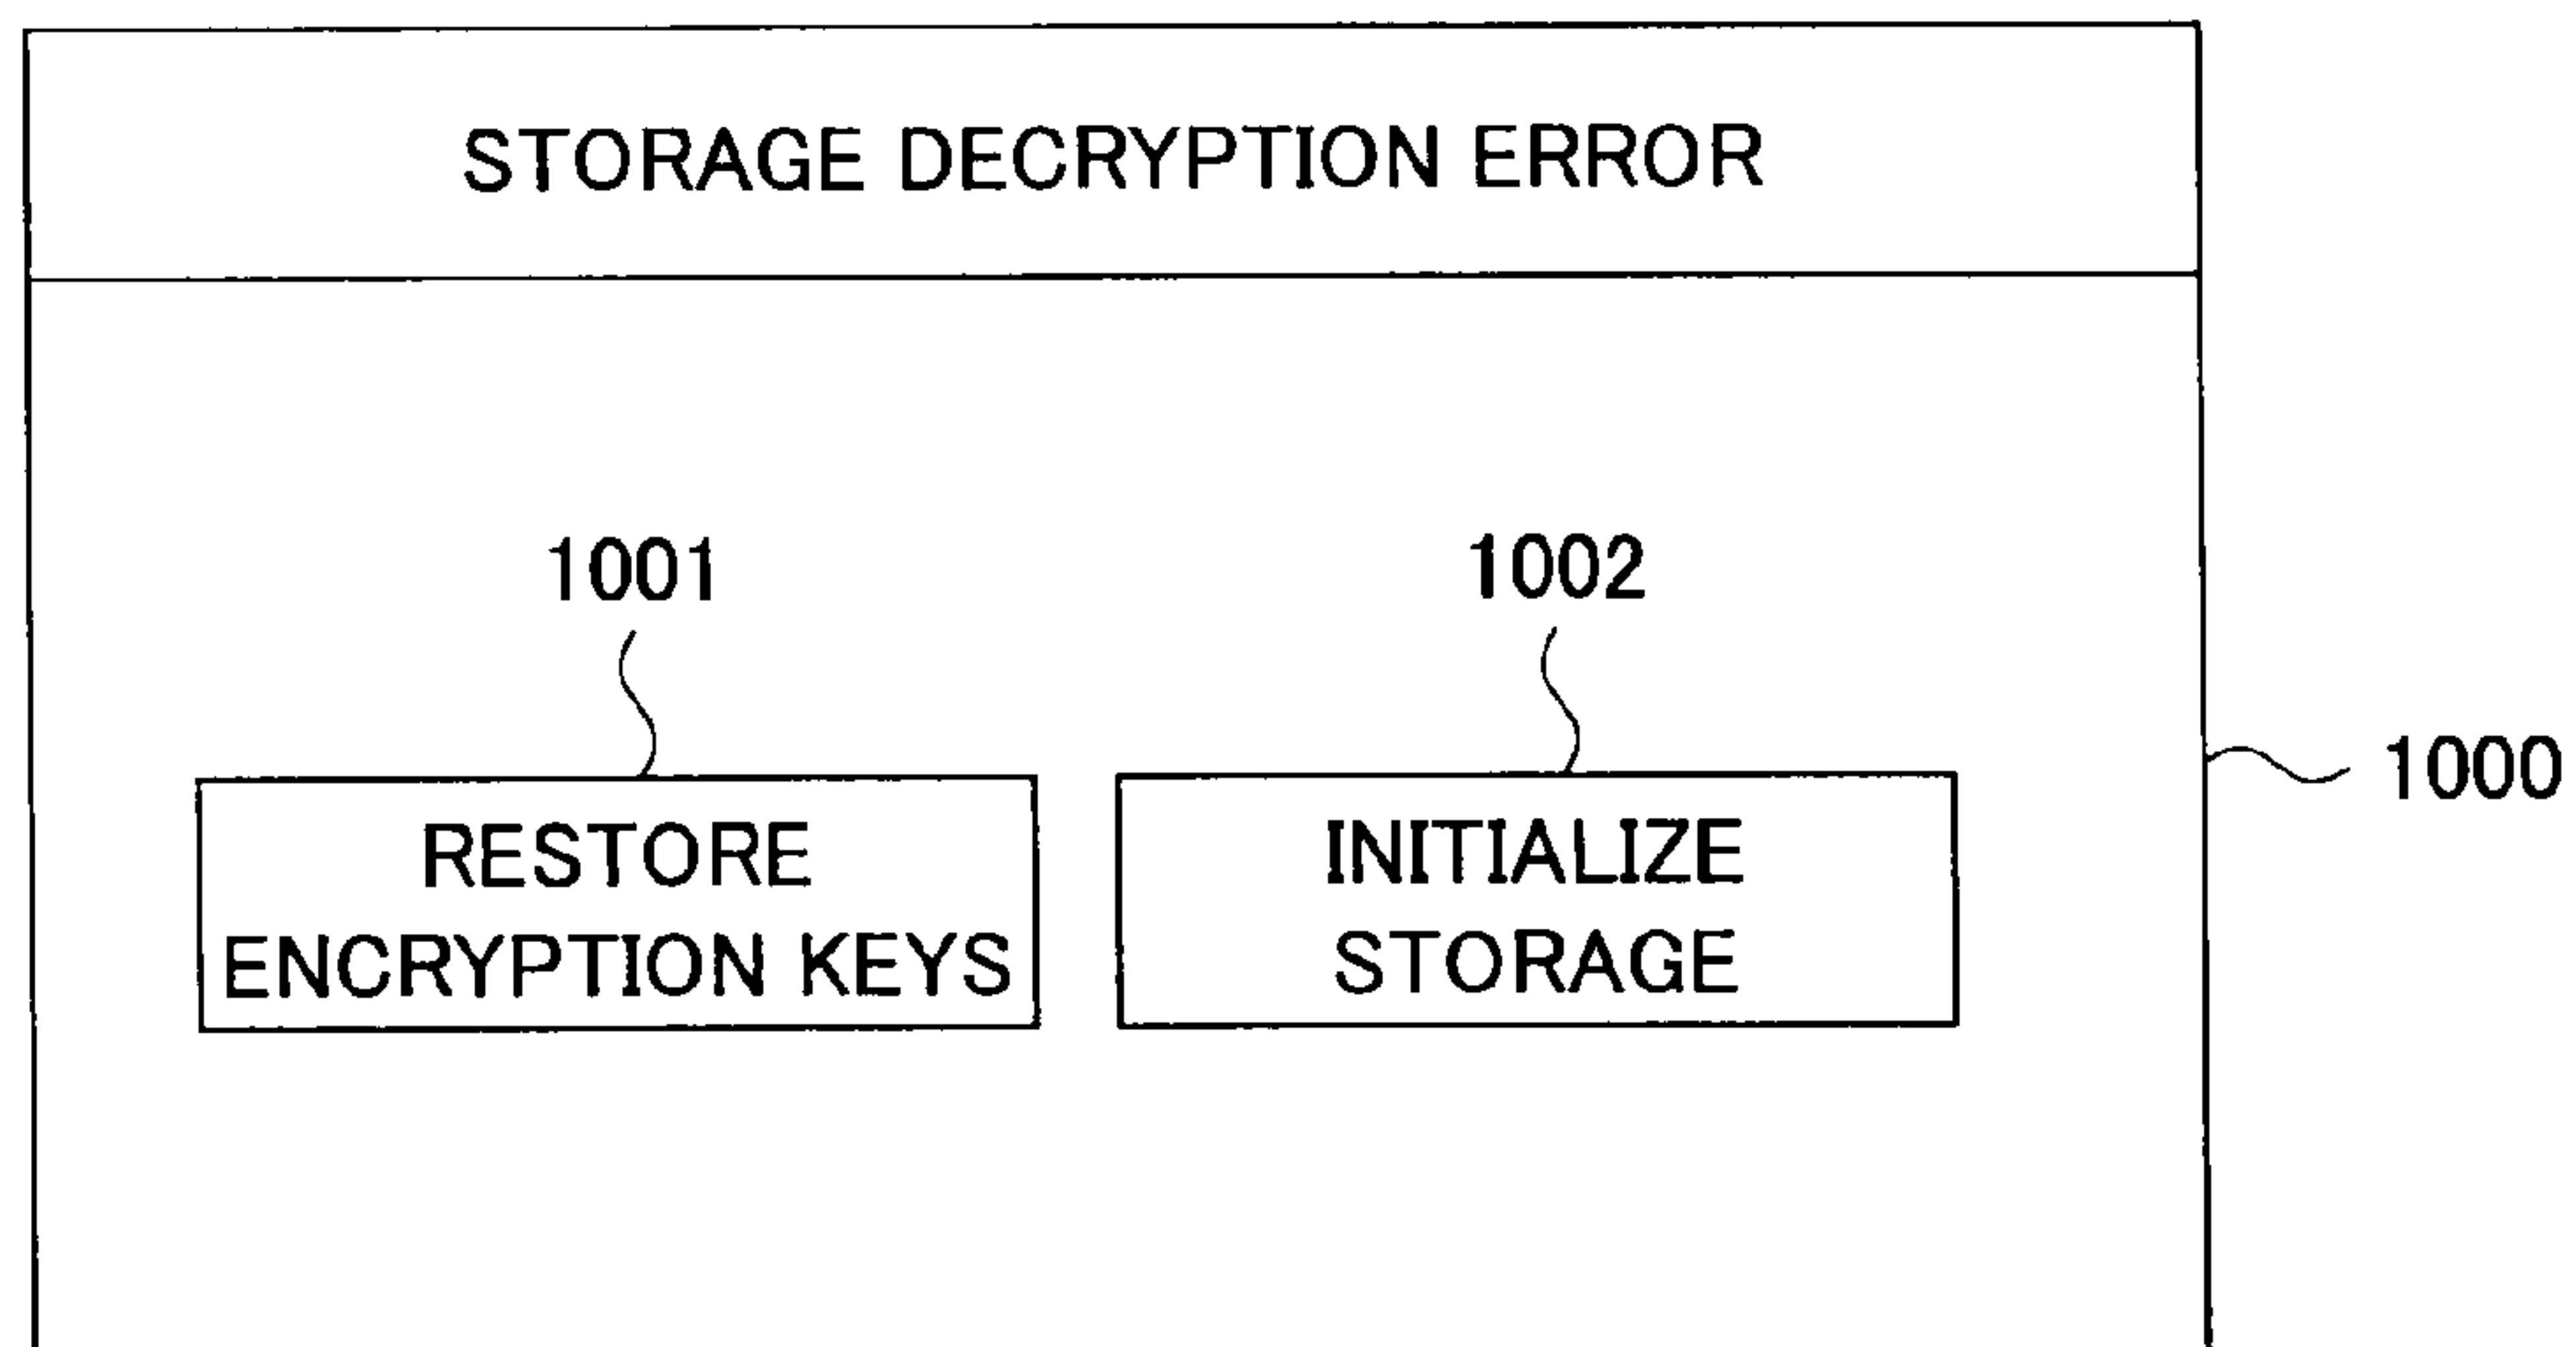 STORAGE DECRYPTION ERROR
1001
1002
1000
RESTORE
ENCRYPTION KEYS
INITIALIZE
STORAGE